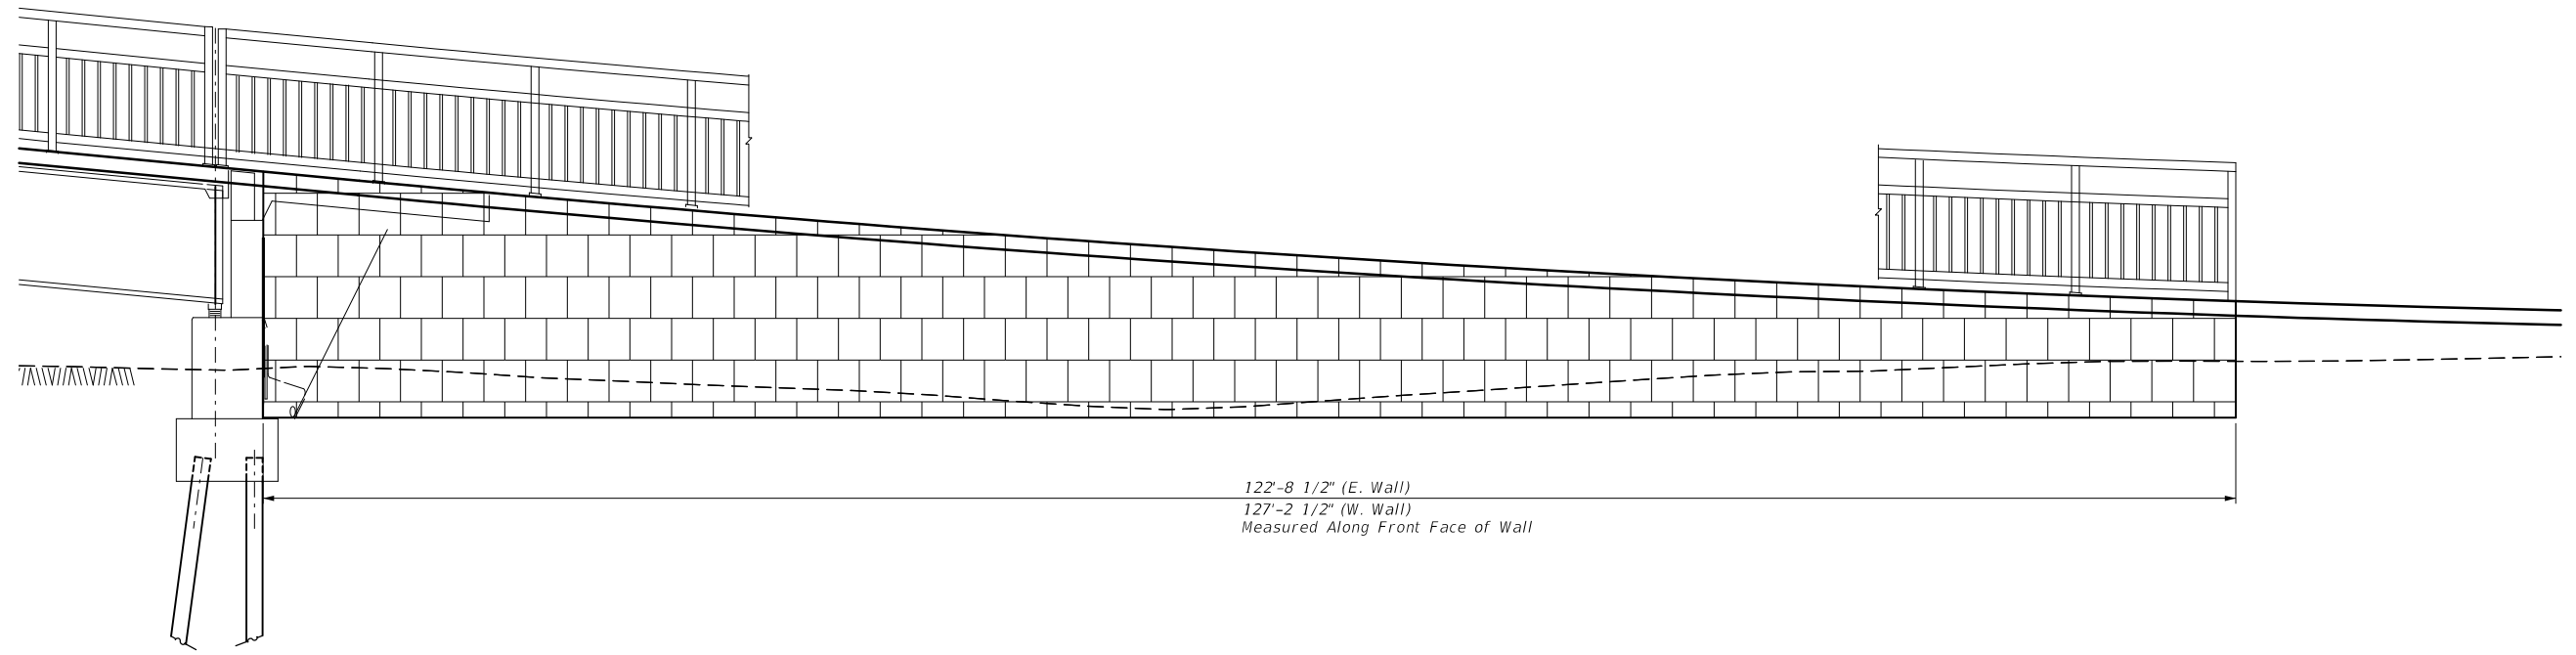 122'-8 1/2" (E. Wall)
127'-2 1/2" (W. Wall)
Measured Along Front Face of Wall